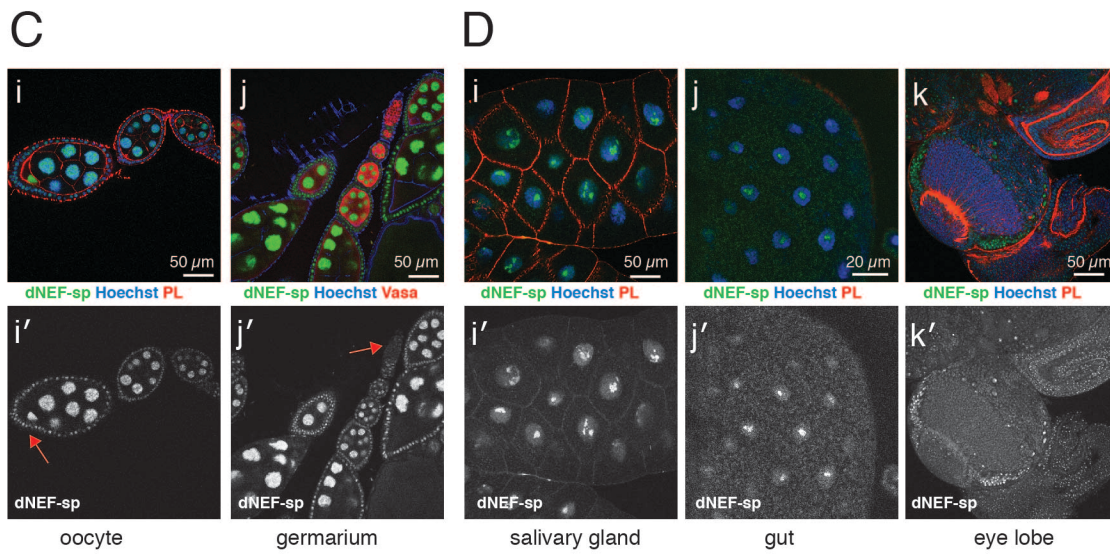 C
D
i
j
i
j
k
50 µm
50 µm
50 µm
20 µm
50 µm
dNEF-sp Hoechst PL
dNEF-sp Hoechst Vasa
dNEF-sp Hoechst PL
dNEF-sp Hoechst PL
dNEF-sp Hoechst PL
i′
j′
i′
j′
k′
dNEF-sp
dNEF-sp
dNEF-sp
dNEF-sp
dNEF-sp
oocyte
germarium
salivary gland
gut
eye lobe